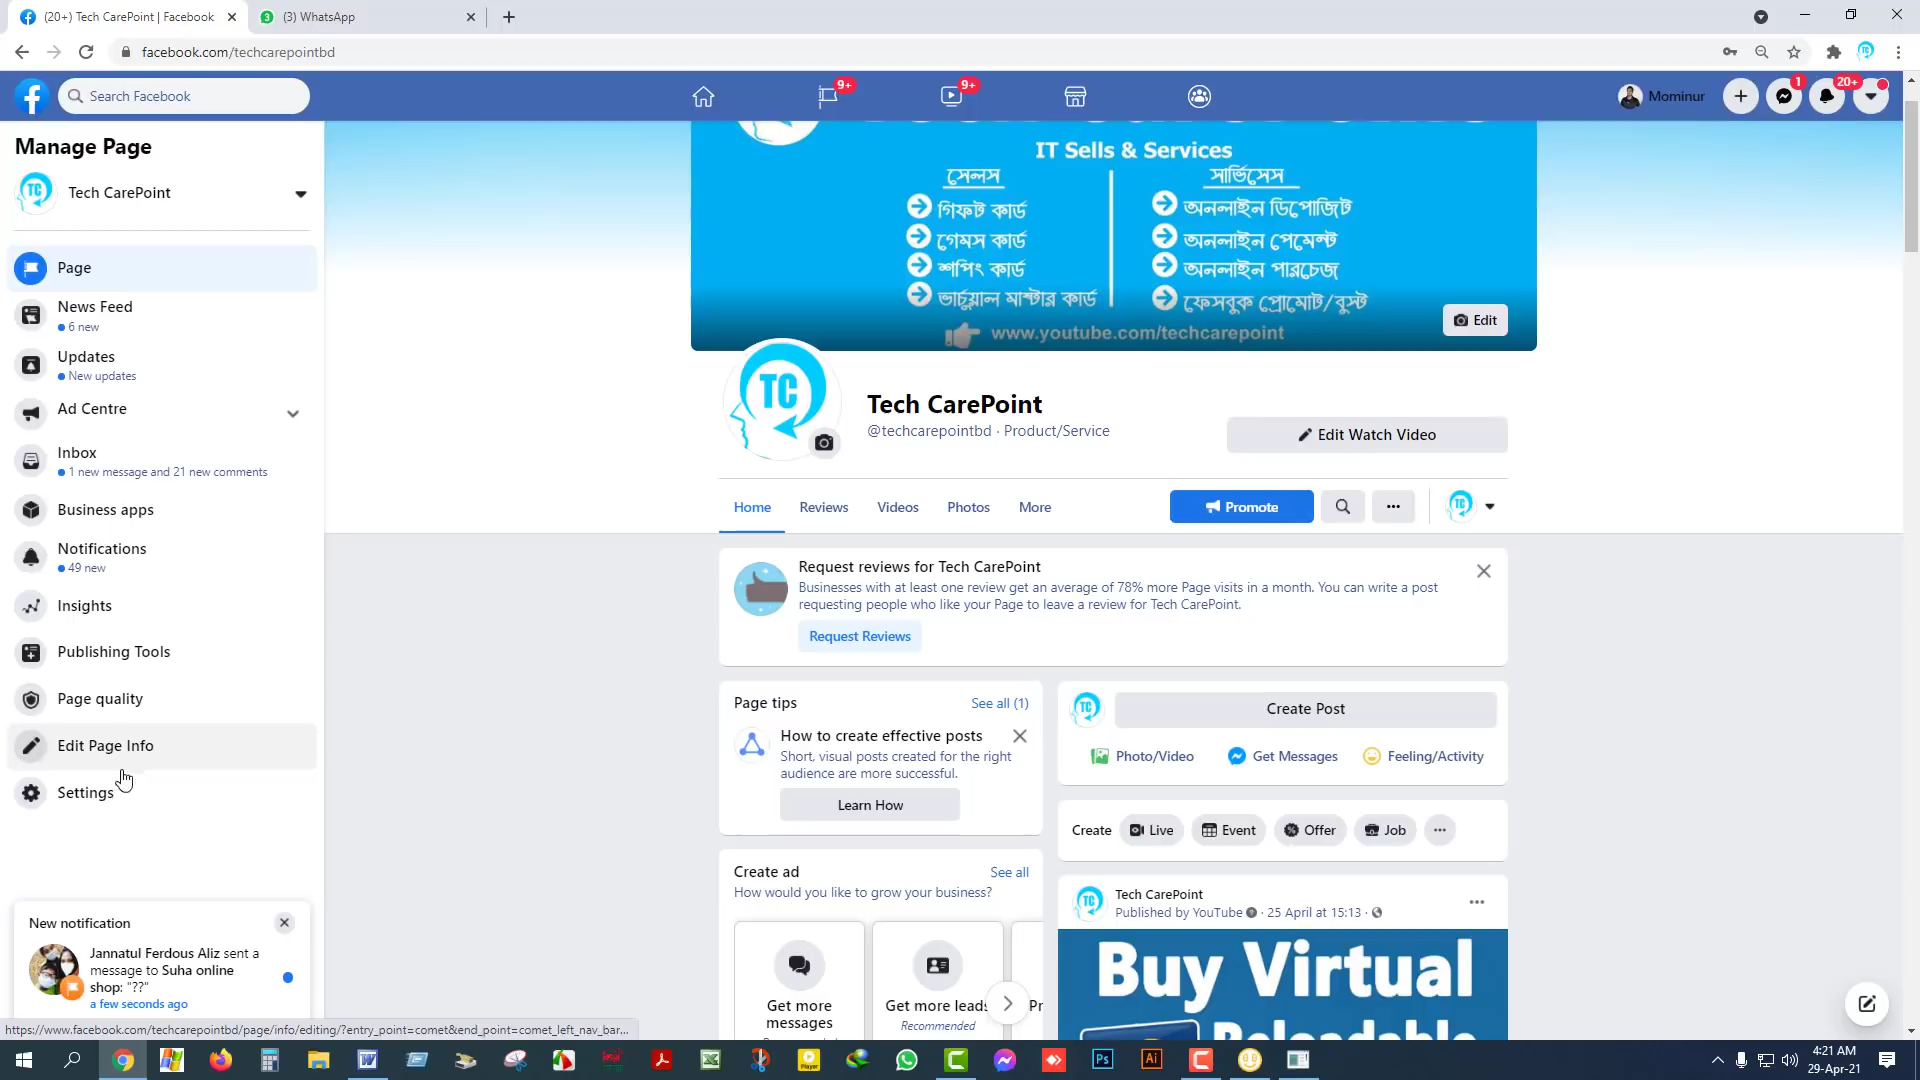 (20+) Tech CarePoint | Facebook
(3) WhatsApp
facebook.com/techcarepointbd
Search Facebook
9+
9+
Mominur
1
20+
Manage Page
Tech CarePoint
Page
News Feed
6 new
Updates
New updates
Ad Centre
Inbox
1 new message and 21 new comments
Business apps
Notifications
49 new
Insights
Publishing Tools
Page quality
Edit Page Info
Settings
New notification
Jannatul Ferdous Aliz sent a
message to Suha online
shop: "??"
a few seconds ago
https://www.facebook.com/techcarepointbd/page/info/editing/?entry_point=comet&end_point=comet_left_nav_bar...
IT Sells & Services
সেলস
সার্ভিসেস
গিফট কার্ড
অনলাইন ডিপোজিট
গেমস কার্ড
অনলাইন পেমেন্ট
শপিং কার্ড
অনলাইন পারচেজ
ভার্চুয়াল মাস্টার কার্ড
ফেসবুক প্রোমোট/বুস্ট
www.youtube.com/techcarepoint
Edit
TC
Tech CarePoint
@techcarepointbd · Product/Service
Edit Watch Video
Home
Reviews
Videos
Photos
More
Promote
Request reviews for Tech CarePoint
Businesses with at least one review get an average of 78% more Page visits in a month. You can write a post
requesting people who like your Page to leave a review for Tech CarePoint.
Request Reviews
Page tips
See all (1)
How to create effective posts
Short, visual posts created for the right
audience are more successful.
Learn How
Create ad
See all
How would you like to grow your business?
Get more
messages
Get more leads
Recommended
Create Post
Photo/Video
Get Messages
Feeling/Activity
Create
Live
Event
Offer
Job
Tech CarePoint
Published by YouTube · 25 April at 15:13
Buy Virtual
Reloadable
4:21 AM
29-Apr-21